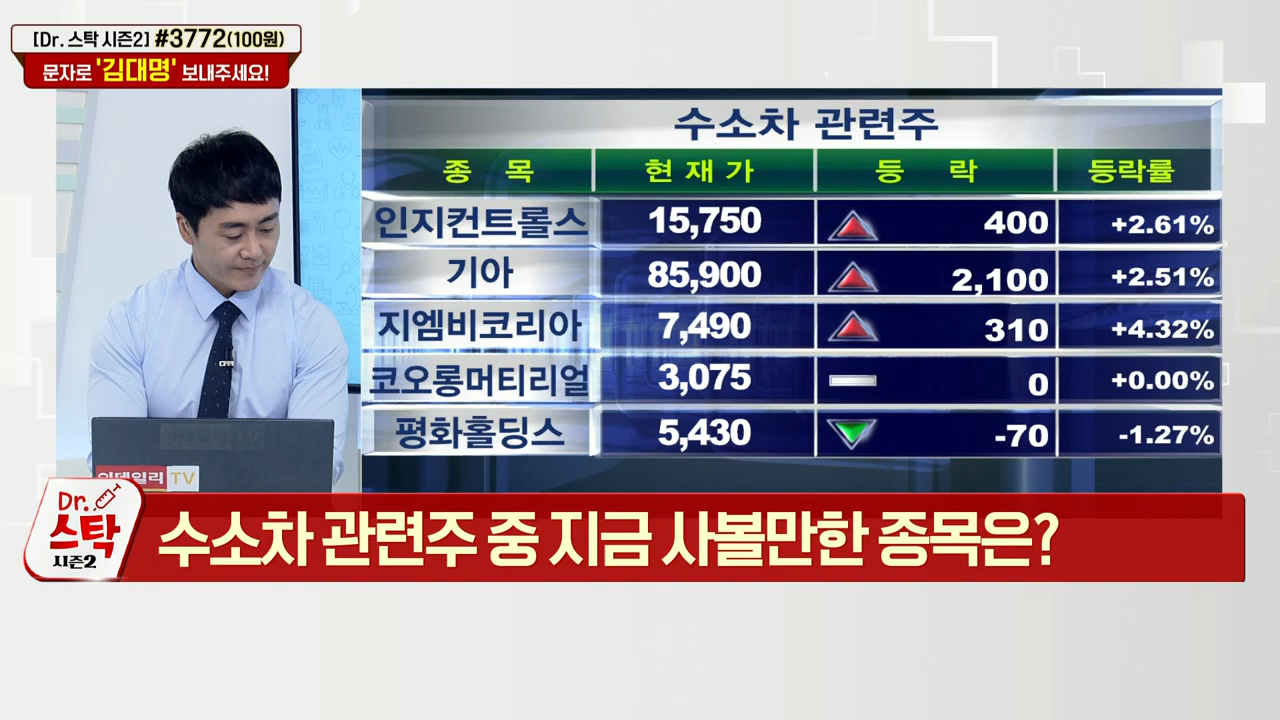 [Dr. 스탁 시즌2] #3772(100원)
문자로 '김대명' 보내주세요!
수소차 관련주
종 목 현 재 가 등 락 등락률
인지컨트롤스 15,750 400 +2.61%
기아 85,900 2,100 +2.51%
지엠비코리아 7,490 310 +4.32%
코오롱머티리얼 3,075 0 +0.00%
평화홀딩스 5,430 -70 -1.27%
이데일리 TV
Dr.
스탁
시즌2
수소차 관련주 중 지금 사볼만한 종목은?